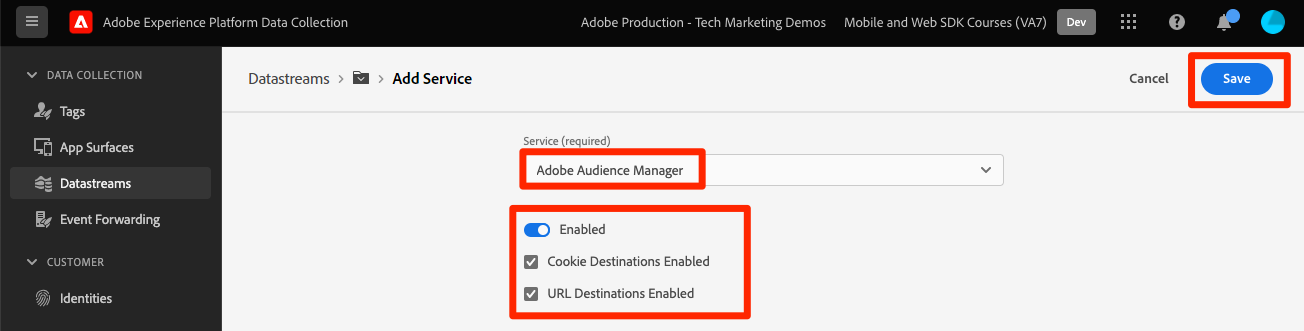 Adobe Experience Platform Data Collection
Adobe Production - Tech Marketing Demos
Mobile and Web SDK Courses (VA7)
Dev
DATA COLLECTION
Tags
App Surfaces
Datastreams
Event Forwarding
CUSTOMER
Identities
Datastreams > > Add Service
Cancel
Save
Service (required)
Adobe Audience Manager
Enabled
Cookie Destinations Enabled
URL Destinations Enabled